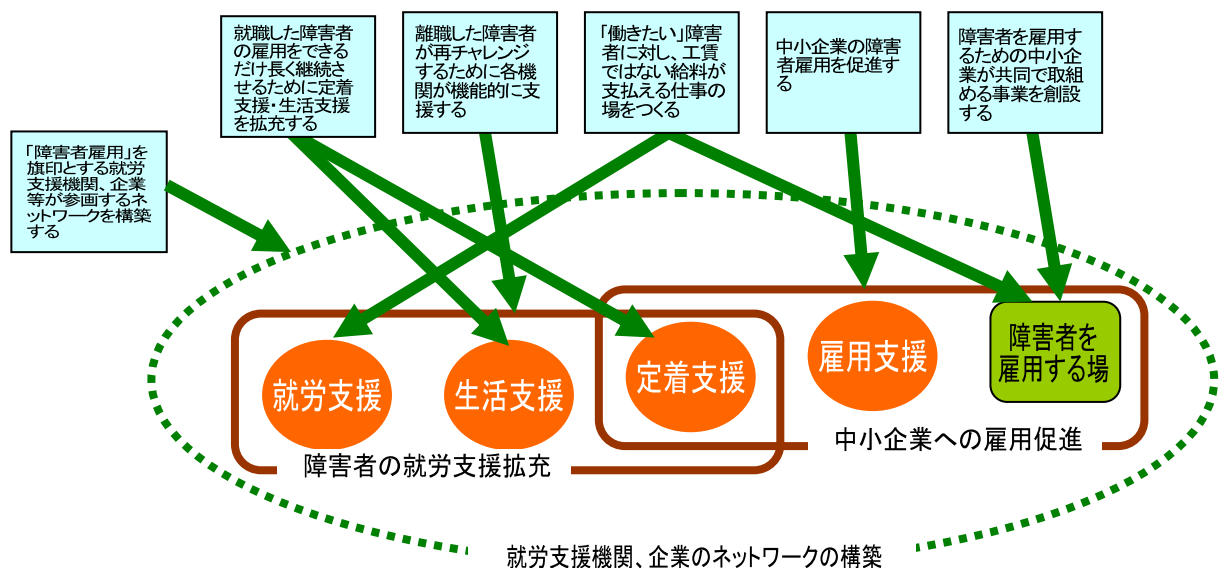 就職した障害者
の雇用をできる
だけ長く継続さ
せるために定着
支援・生活支援
を拡充する
離職した障害者
が再チャレンジ
するために各機
関が機能的に支
援する
「働きたい」障害
者に対し、工賃
ではない給料が
支払える仕事の
場をつくる
中小企業の障害
者雇用を促進す
る
障害者を雇用す
るための中小企
業が共同で取組
める事業を創設
する
「障害者雇用」を
旗印とする就労
支援機関、企業
等が参画するネ
ットワークを構築
する
就労支援
生活支援
定着支援
雇用支援
障害者を
雇用する場
障害者の就労支援拡充
中小企業への雇用促進
就労支援機関、企業のネットワークの構築